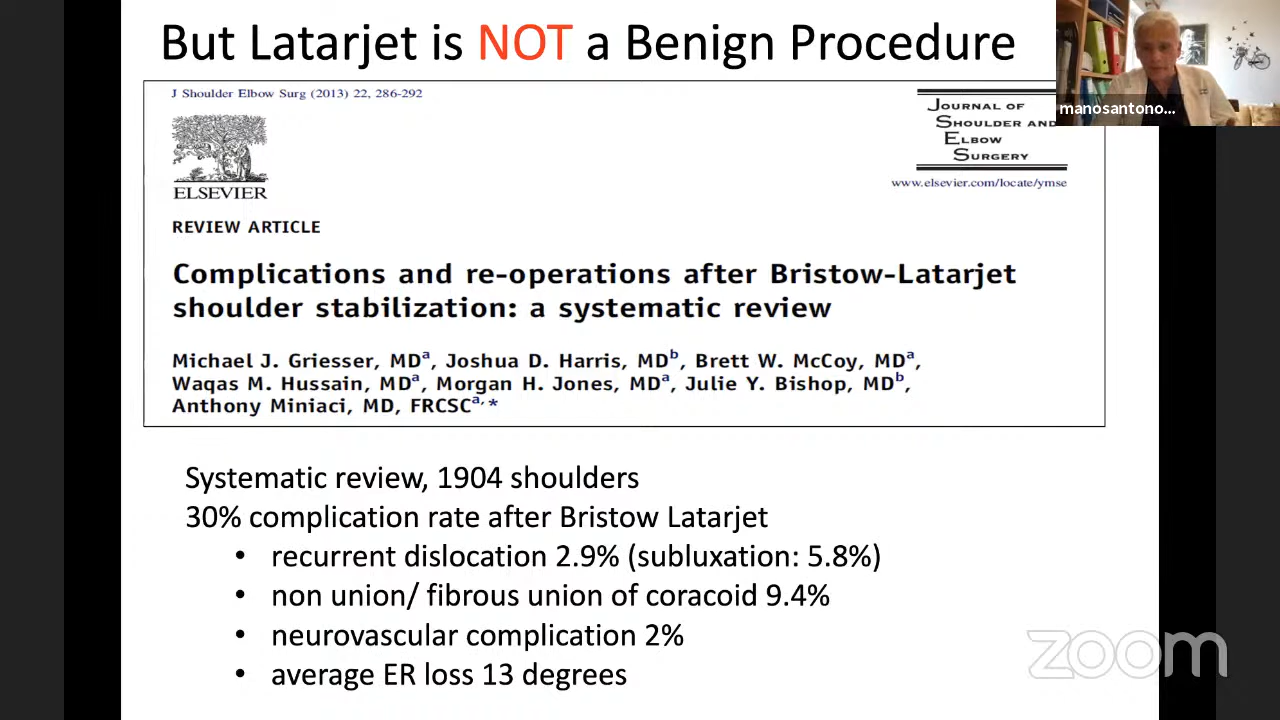 But Latarjet is NOT a Benign Procedure
manosantono...
J Shoulder Elbow Surg (2013) 22, 286-292
JOURNAL OF
SHOULDER AND
ELBOW
SURGERY
ELSEVIER
www.elsevier.com/locate/ymse
REVIEW ARTICLE
Complications and re-operations after Bristow-Latarjet
shoulder stabilization: a systematic review
Michael J. Griesser, MDa, Joshua D. Harris, MDb, Brett W. McCoy, MDa,
Waqas M. Hussain, MDa, Morgan H. Jones, MDa, Julie Y. Bishop, MDb,
Anthony Miniaci, MD, FRCSCa,*
Systematic review, 1904 shoulders
30% complication rate after Bristow Latarjet
• recurrent dislocation 2.9% (subluxation: 5.8%)
• non union/ fibrous union of coracoid 9.4%
• neurovascular complication 2%
• average ER loss 13 degrees
zoom